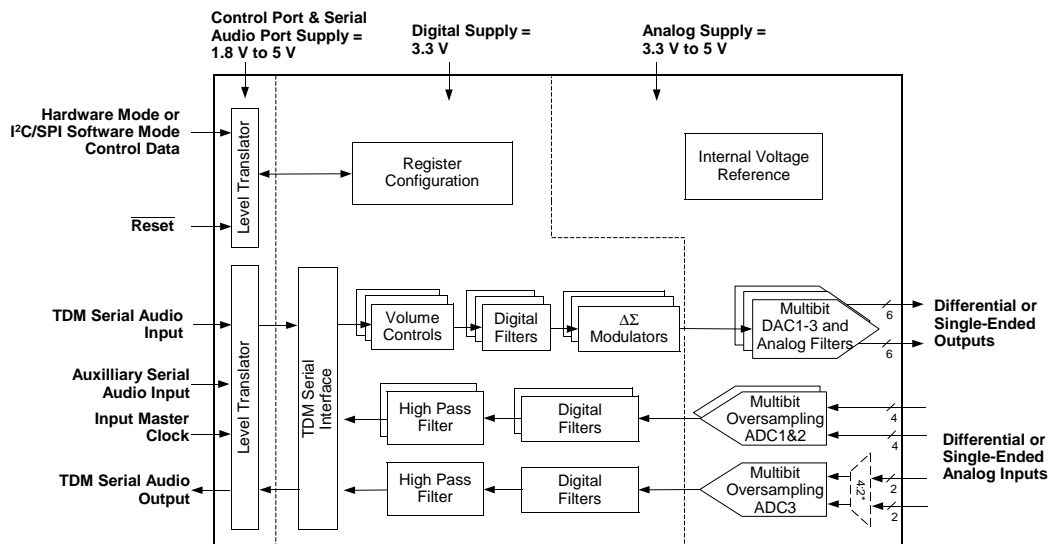 Control Port & Serial
Audio Port Supply =
1.8 V to 5 V
Digital Supply =
3.3 V
Analog Supply =
3.3 V to 5 V
Hardware Mode or
I²C/SPI Software Mode
Control Data
Reset
Level Translator
Register
Configuration
Internal Voltage
Reference
TDM Serial Audio
Input
Auxilliary Serial
Audio Input
Input Master
Clock
TDM Serial Audio
Output
Level Translator
TDM Serial
Interface
Volume
Controls
Digital
Filters
ΔΣ
Modulators
Multibit
DAC1-3 and
Analog Filters
6
6
Differential or
Single-Ended
Outputs
High Pass
Filter
Digital
Filters
Multibit
Oversampling
ADC1&2
4
4
High Pass
Filter
Digital
Filters
Multibit
Oversampling
ADC3
4:2*
2
2
Differential or
Single-Ended
Analog Inputs